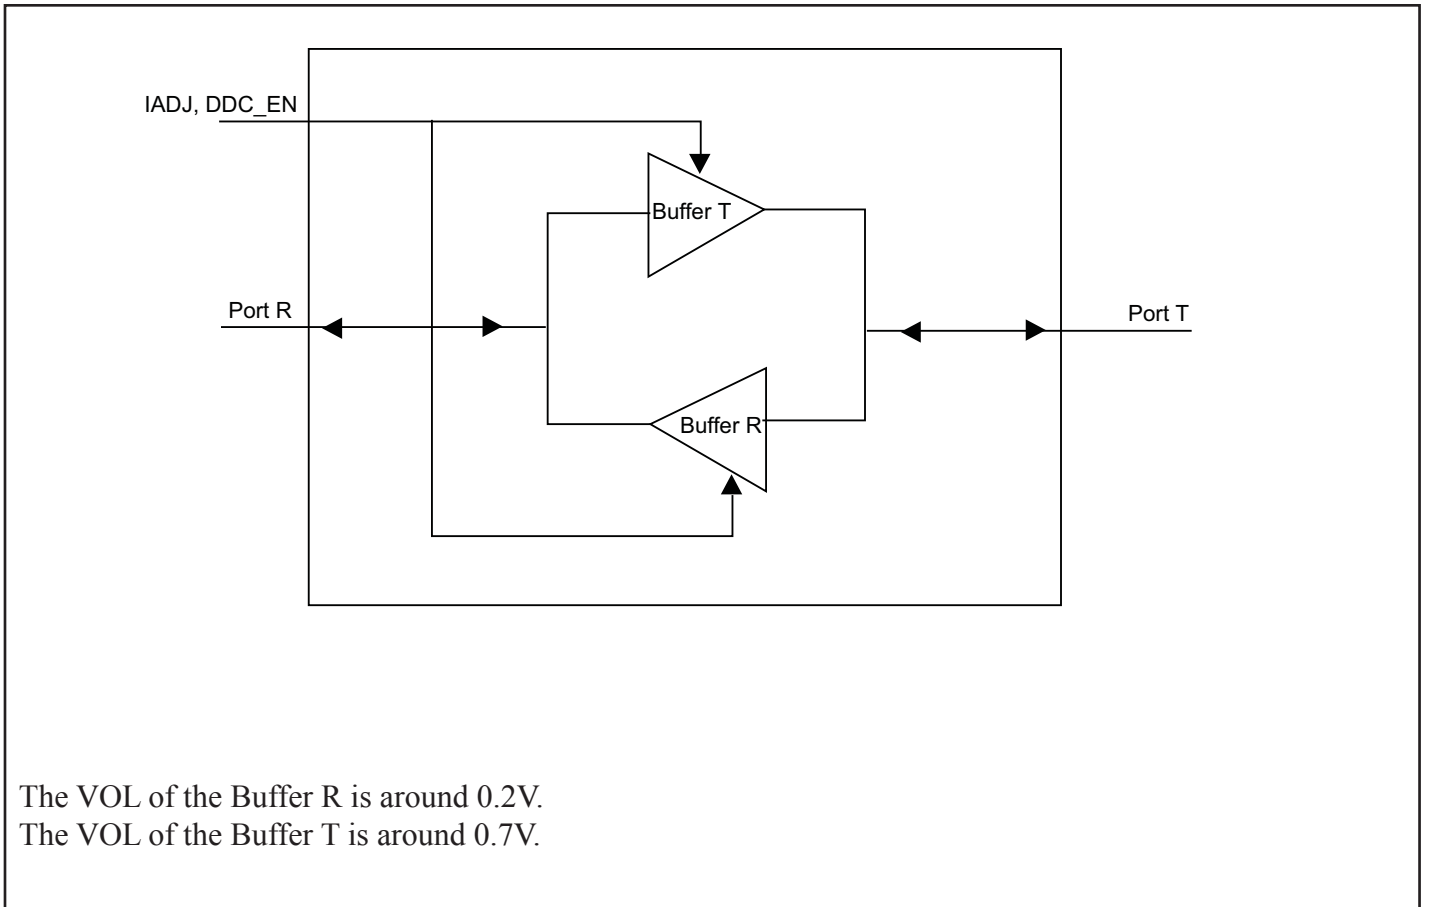 IADJ, DDC_EN
Buffer T
Port R
Port T
Buffer R
The VOL of the Buffer R is around 0.2V.
The VOL of the Buffer T is around 0.7V.